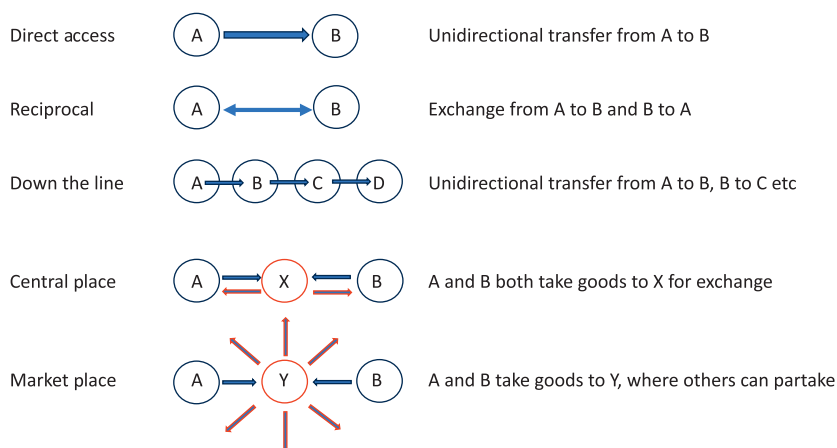 Direct access A B Unidirectional transfer from A to B
Reciprocal A B Exchange from A to B and B to A
Down the line A B C D Unidirectional transfer from A to B, B to C etc
Central place A X B A and B both take goods to X for exchange
Market place A Y B A and B take goods to Y, where others can partake